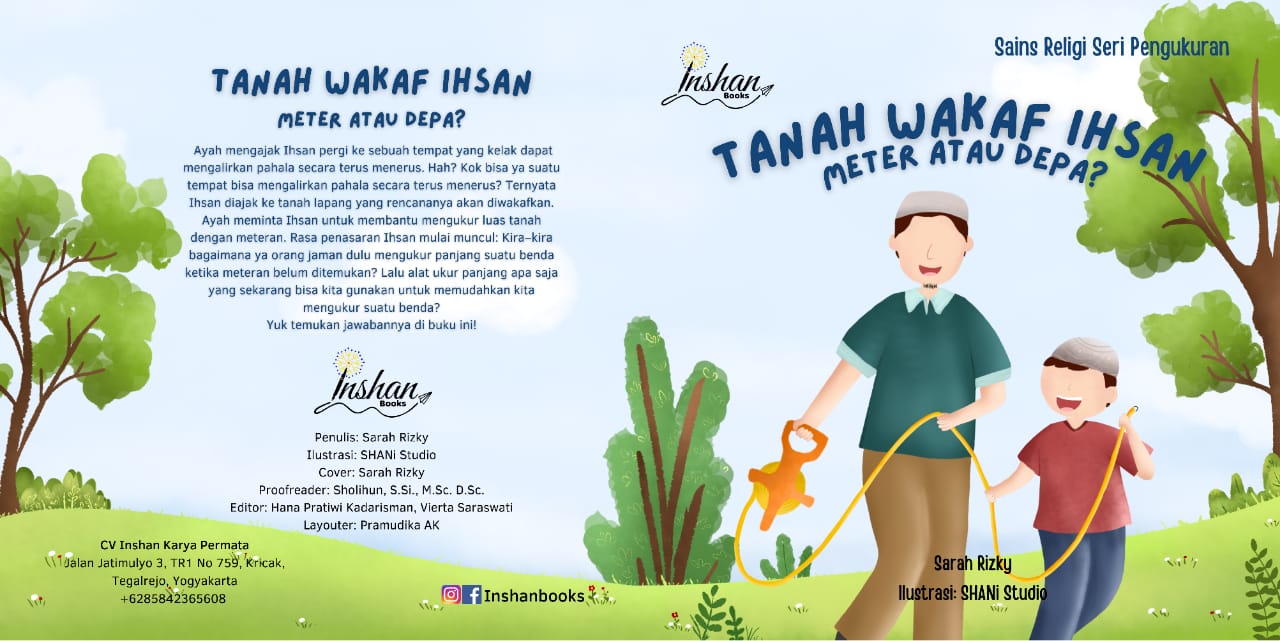 TANAH WAKAF IHSAN
METER ATAU DEPA?
Ayah mengajak Ihsan pergi ke sebuah tempat yang kelak dapat
mengalirkan pahala secara terus menerus. Hah? Kok bisa ya suatu
tempat bisa mengalirkan pahala secara terus menerus? Ternyata
Ihsan diajak ke tanah lapang yang rencananya akan diwakafkan.
Ayah meminta Ihsan untuk membantu mengukur luas tanah
dengan meteran. Rasa penasaran Ihsan mulai muncul: Kira-kira
bagaimana ya orang jaman dulu mengukur panjang suatu benda
ketika meteran belum ditemukan? Lalu alat ukur panjang apa saja
yang sekarang bisa kita gunakan untuk memudahkan kita
mengukur suatu benda?
Yuk temukan jawabannya di buku ini!
Inshan
Books
Penulis: Sarah Rizky
Ilustrasi: SHANi Studio
Cover: Sarah Rizky
Proofreader: Sholihun, S.Si., M.Sc. D.Sc.
Editor: Hana Pratiwi Kadarisman, Vierta Saraswati
Layouter: Pramudika AK
CV Inshan Karya Permata
Jalan Jatimulyo 3, TR1 No 759, Kricak,
Tegalrejo, Yogyakarta
+6285842365608
Inshanbooks
Inshan
Books
Sains Religi Seri Pengukuran
TANAH WAKAF IHSAN
METER ATAU DEPA?
Sarah Rizky
Ilustrasi: SHANi Studio